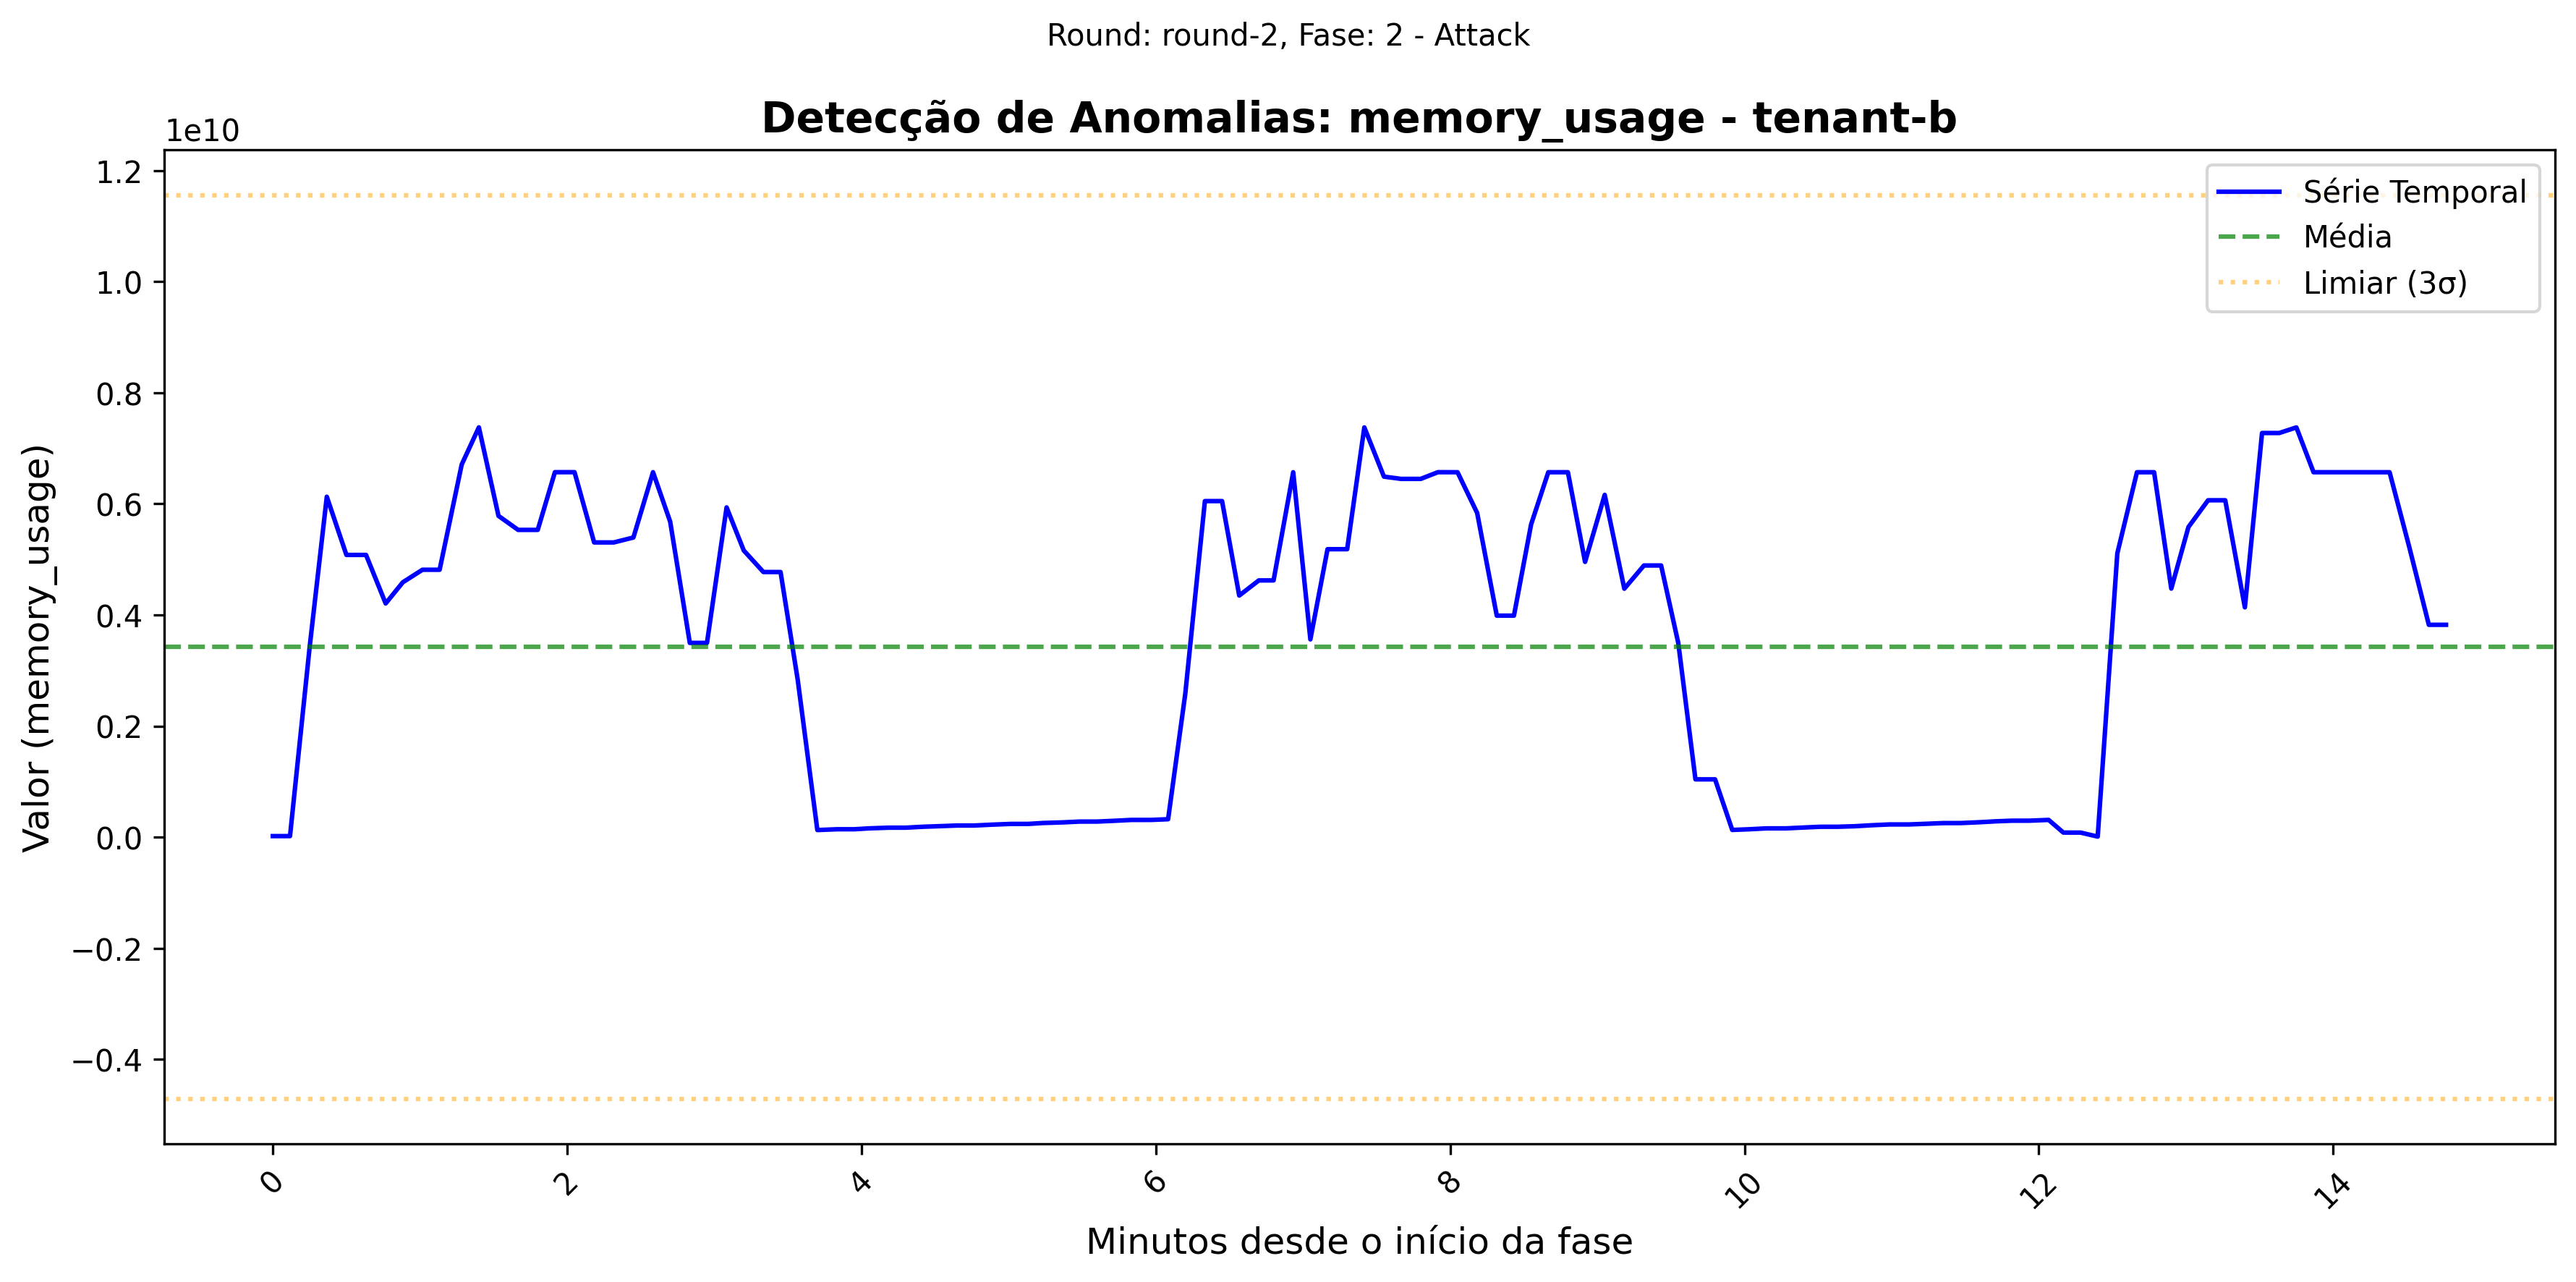 Round: round-2, Fase: 2 - Attack
Detecção de Anomalias: memory_usage - tenant-b
1e10
1.2
1.0
0.8
0.6
0.4
0.2
0.0
−0.2
−0.4
Valor (memory_usage)
Série Temporal
Média
Limiar (3σ)
0 2 4 6 8 10 12 14
Minutos desde o início da fase